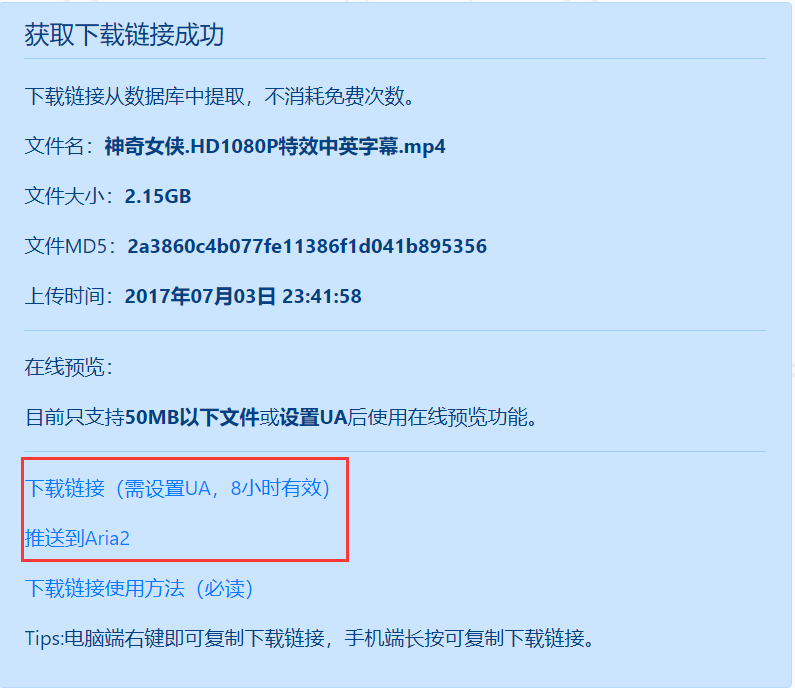 获取下载链接成功
下载链接从数据库中提取，不消耗免费次数。
文件名：神奇女侠.HD1080P特效中英字幕.mp4
文件大小：2.15GB
文件MD5：2a3860c4b077fe11386f1d041b895356
上传时间：2017年07月03日 23:41:58
在线预览：
目前只支持50MB以下文件或设置UA后使用在线预览功能。
下载链接（需设置UA，8小时有效）
推送到Aria2
下载链接使用方法（必读）
Tips:电脑端右键即可复制下载链接，手机端长按可复制下载链接。